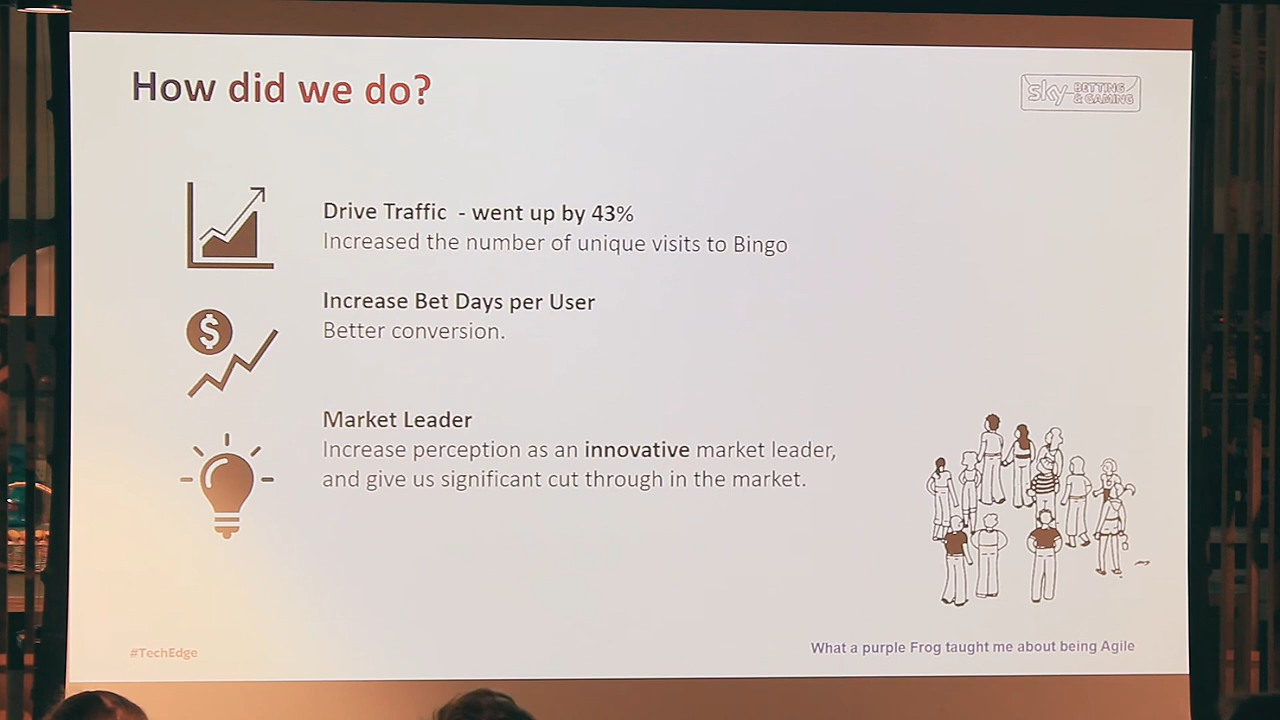 How did we do?
sky BETTING
& GAMING
Drive Traffic - went up by 43%
Increased the number of unique visits to Bingo
$
Increase Bet Days per User
Better conversion.
Market Leader
Increase perception as an innovative market leader,
and give us significant cut through in the market.
#TechEdge
What a purple Frog taught me about being Agile